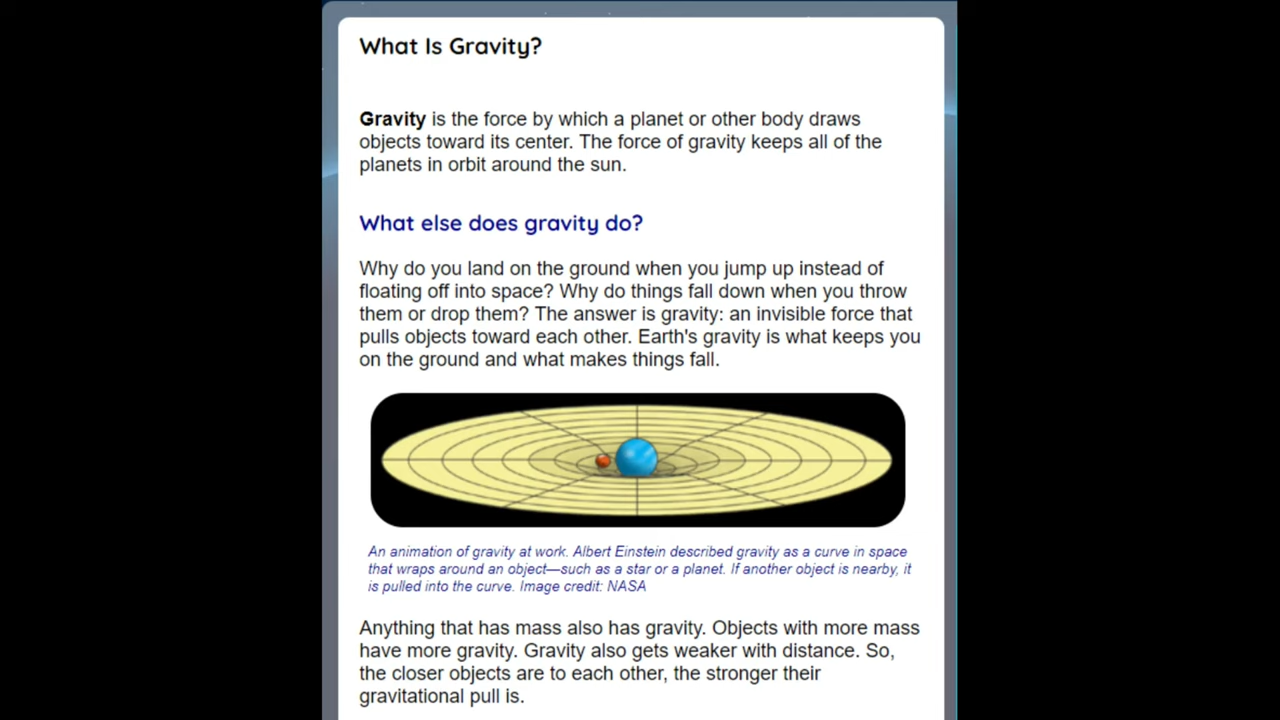 What Is Gravity?
Gravity is the force by which a planet or other body draws
objects toward its center. The force of gravity keeps all of the
planets in orbit around the sun.
What else does gravity do?
Why do you land on the ground when you jump up instead of
floating off into space? Why do things fall down when you throw
them or drop them? The answer is gravity: an invisible force that
pulls objects toward each other. Earth's gravity is what keeps you
on the ground and what makes things fall.
An animation of gravity at work. Albert Einstein described gravity as a curve in space
that wraps around an object—such as a star or a planet. If another object is nearby, it
is pulled into the curve. Image credit: NASA
Anything that has mass also has gravity. Objects with more mass
have more gravity. Gravity also gets weaker with distance. So,
the closer objects are to each other, the stronger their
gravitational pull is.